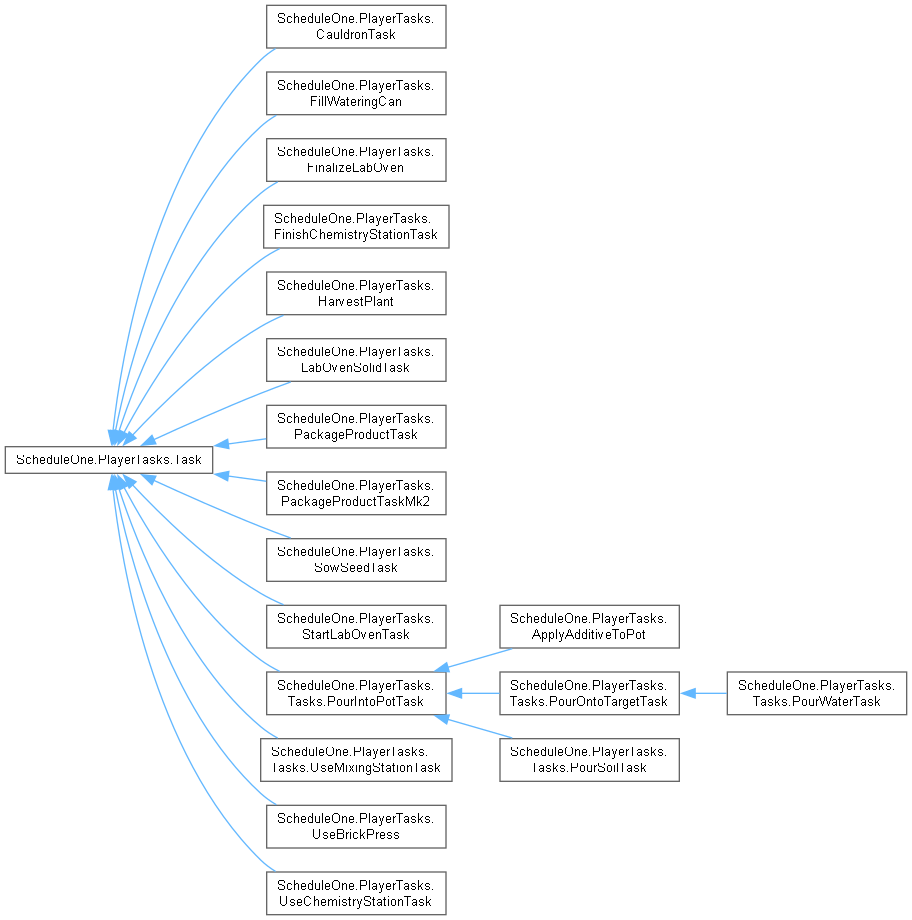 ScheduleOne.PlayerTasks.
CauldronTask
ScheduleOne.PlayerTasks.
FillWateringCan
ScheduleOne.PlayerTasks.
FinalizeLabOven
ScheduleOne.PlayerTasks.
FinishChemistryStationTask
ScheduleOne.PlayerTasks.
HarvestPlant
ScheduleOne.PlayerTasks.
LabOvenSolidTask
ScheduleOne.PlayerTasks.
PackageProductTask
ScheduleOne.PlayerTasks.Task
ScheduleOne.PlayerTasks.
PackageProductTaskMk2
ScheduleOne.PlayerTasks.
SowSeedTask
ScheduleOne.PlayerTasks.
StartLabOvenTask
ScheduleOne.PlayerTasks.
ApplyAdditiveToPot
ScheduleOne.PlayerTasks.
Tasks.PourIntoPotTask
ScheduleOne.PlayerTasks.
Tasks.PourOntoTargetTask
ScheduleOne.PlayerTasks.
Tasks.PourWaterTask
ScheduleOne.PlayerTasks.
Tasks.UseMixingStationTask
ScheduleOne.PlayerTasks.
Tasks.PourSoilTask
ScheduleOne.PlayerTasks.
UseBrickPress
ScheduleOne.PlayerTasks.
UseChemistryStationTask